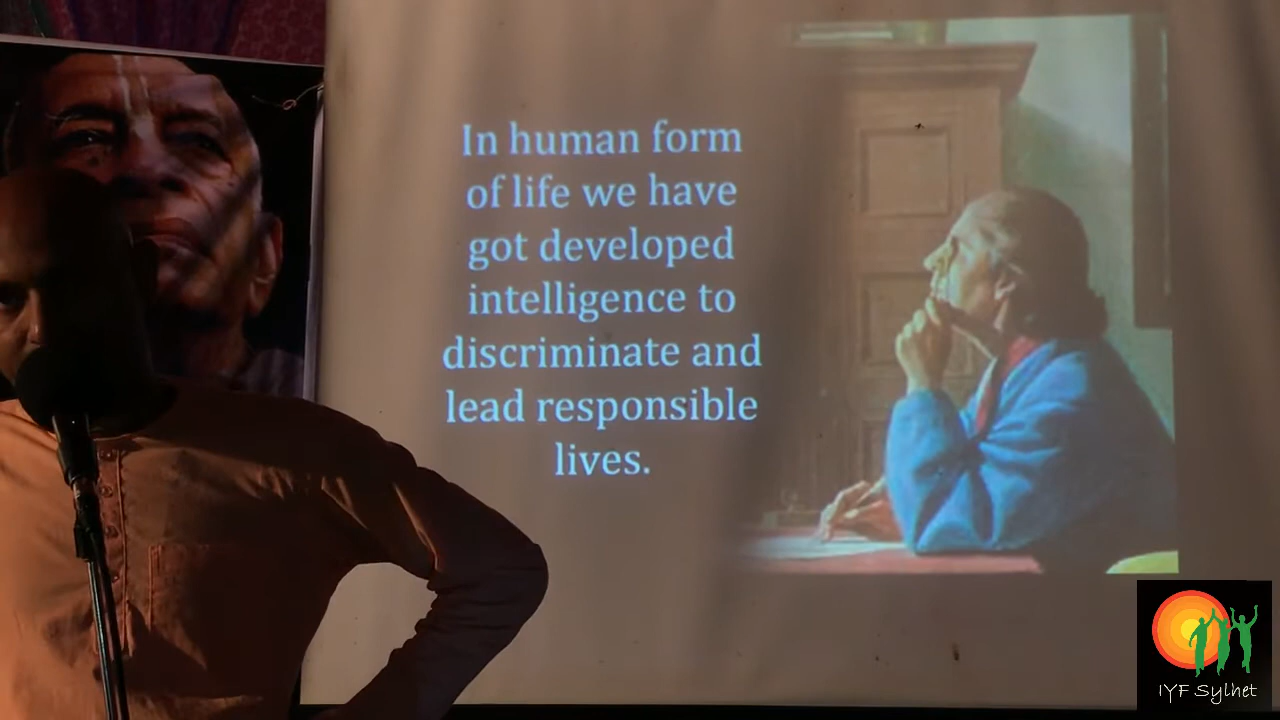 In human form
of life we have
got developed
intelligence to
discriminate and
lead responsible
lives.
IYF Sylhet